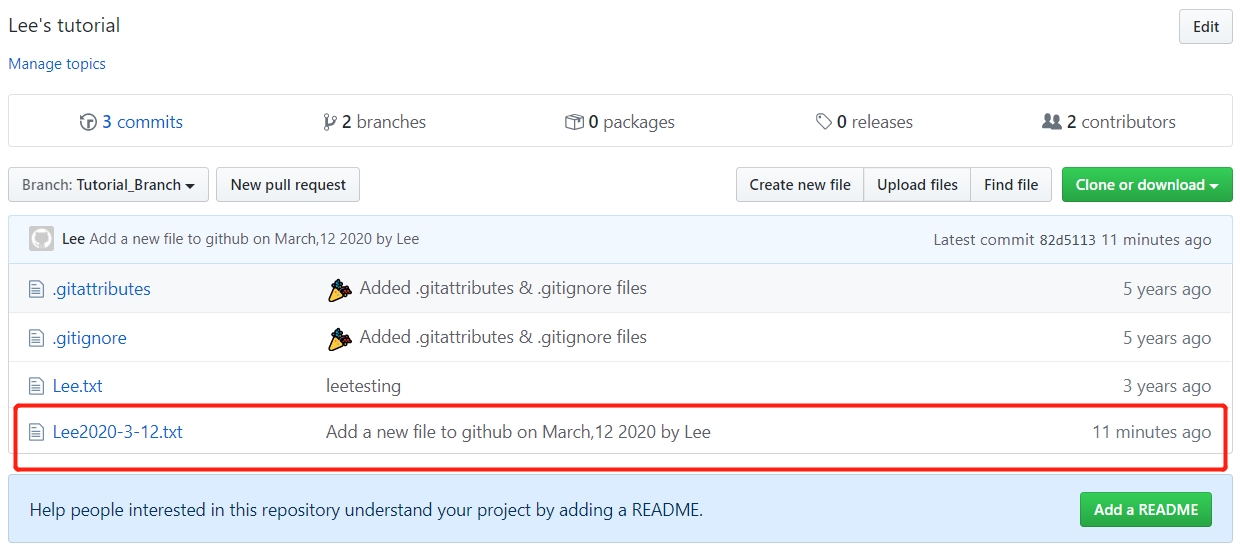 Lee's tutorial
Edit
Manage topics
3 commits 2 branches 0 packages 0 releases 2 contributors
Branch: Tutorial_Branch New pull request Create new file Upload files Find file Clone or download
Lee Add a new file to github on March,12 2020 by Lee Latest commit 82d5113 11 minutes ago
.gitattributes Added .gitattributes & .gitignore files 5 years ago
.gitignore Added .gitattributes & .gitignore files 5 years ago
Lee.txt leetesting 3 years ago
Lee2020-3-12.txt Add a new file to github on March,12 2020 by Lee 11 minutes ago
Help people interested in this repository understand your project by adding a README. Add a README